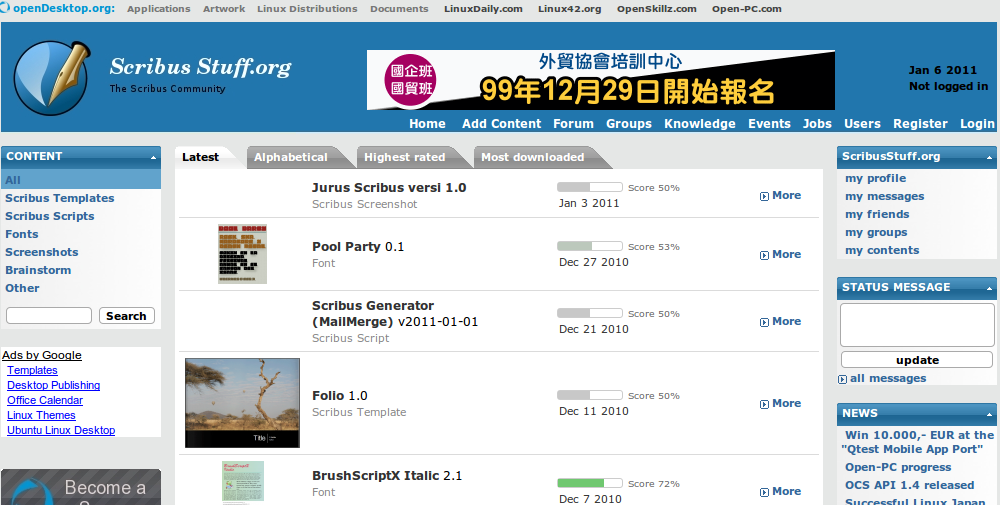 openDesktop.org: Applications Artwork Linux Distributions Documents LinuxDaily.com Linux42.org OpenSkillz.com Open-PC.com
Scribus Stuff.org
The Scribus Community
國企班
國貿班
外貿協會培訓中心
99年12月29日開始報名
Jan 6 2011
Not logged in
Home Add Content Forum Groups Knowledge Events Jobs Users Register Login
CONTENT
All
Scribus Templates
Scribus Scripts
Fonts
Screenshots
Brainstorm
Other
Search
Ads by Google
Templates
Desktop Publishing
Office Calendar
Linux Themes
Ubuntu Linux Desktop
Become a
Latest Alphabetical Highest rated Most downloaded
Jurus Scribus versi 1.0
Scribus Screenshot
Score 50%
Jan 3 2011
More
Pool Party 0.1
Font
Score 53%
Dec 27 2010
More
Scribus Generator
(MailMerge) v2011-01-01
Scribus Script
Score 50%
Dec 21 2010
More
Title
Folio 1.0
Scribus Template
Score 50%
Dec 11 2010
More
BrushScriptX Italic 2.1
Font
Score 72%
Dec 7 2010
More
ScribusStuff.org
my profile
my messages
my friends
my groups
my contents
STATUS MESSAGE
update
all messages
NEWS
Win 10.000,- EUR at the
"Qtest Mobile App Port"
Open-PC progress
OCS API 1.4 released
Successful Linux Japan